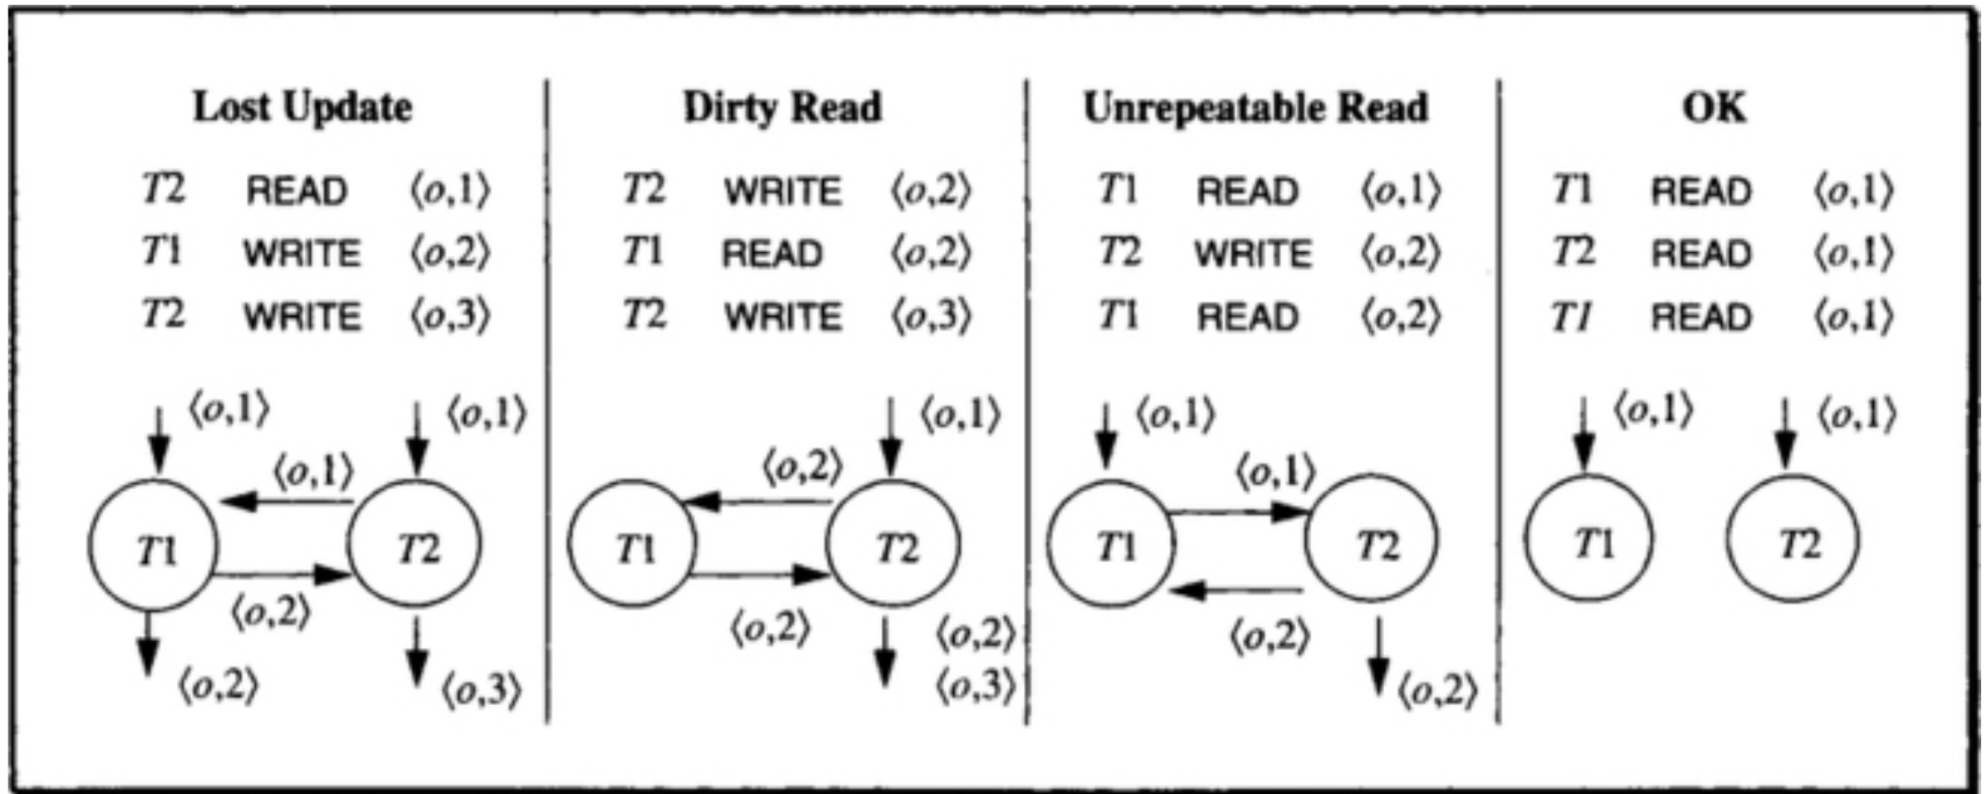 Lost Update
T2 READ ⟨o,1⟩
T1 WRITE ⟨o,2⟩
T2 WRITE ⟨o,3⟩
⟨o,1⟩ ⟨o,1⟩
⟨o,1⟩
T1 T2
⟨o,2⟩
⟨o,2⟩ ⟨o,3⟩
Dirty Read
T2 WRITE ⟨o,2⟩
T1 READ ⟨o,2⟩
T2 WRITE ⟨o,3⟩
⟨o,1⟩
⟨o,2⟩
T1 T2
⟨o,2⟩ ⟨o,2⟩
⟨o,3⟩
Unrepeatable Read
T1 READ ⟨o,1⟩
T2 WRITE ⟨o,2⟩
T1 READ ⟨o,2⟩
⟨o,1⟩
⟨o,1⟩
T1 T2
⟨o,2⟩
⟨o,2⟩
OK
T1 READ ⟨o,1⟩
T2 READ ⟨o,1⟩
T1 READ ⟨o,1⟩
⟨o,1⟩ ⟨o,1⟩
T1 T2